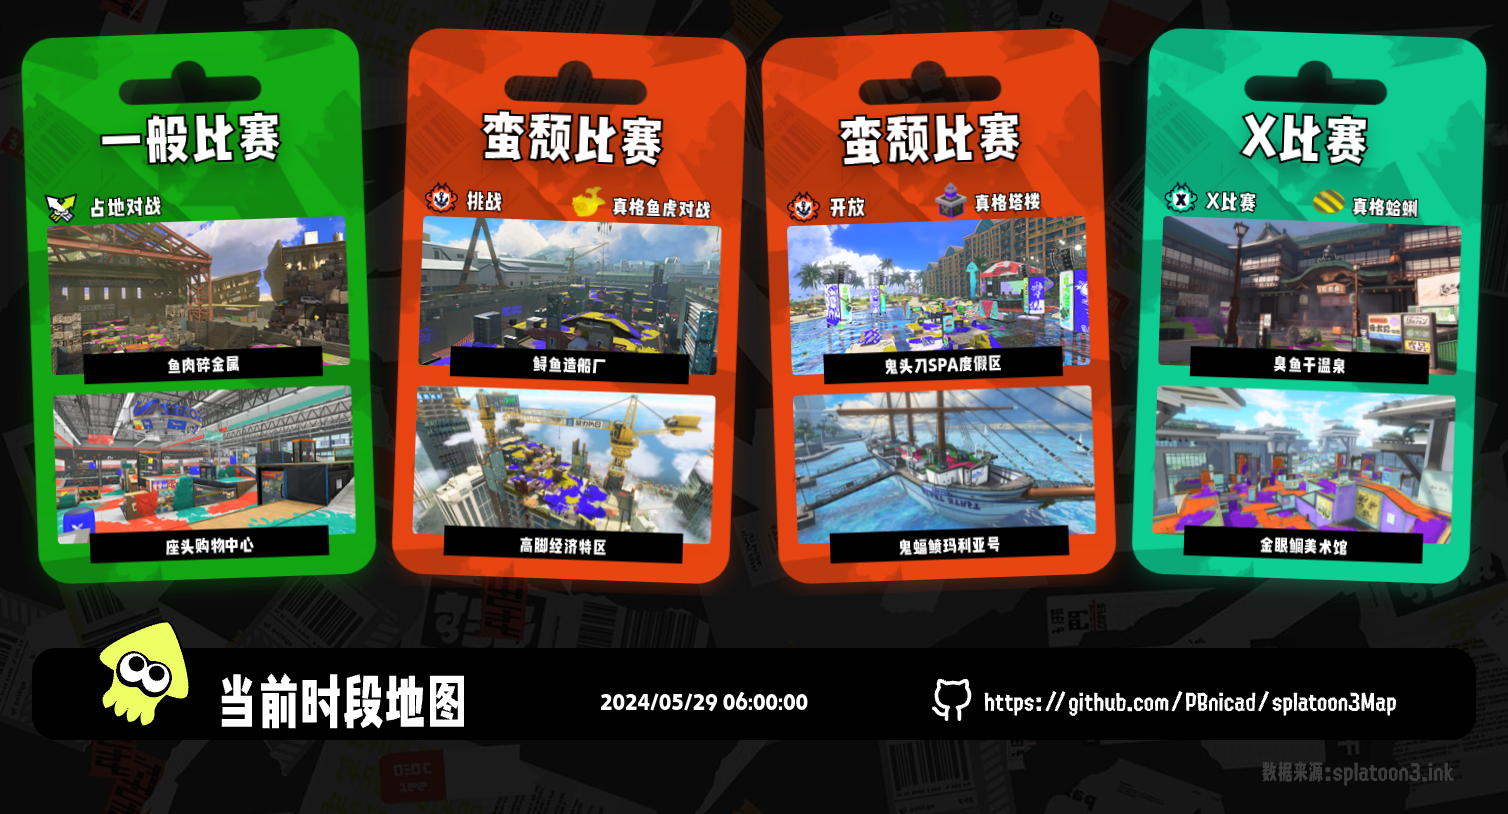 一般比赛
占地对战
鱼肉碎金属
座头购物中心
蛮颓比赛
挑战
真格鱼虎对战
鲟鱼造船厂
高脚经济特区
蛮颓比赛
开放
真格塔楼
鬼头刀SPA度假区
鬼蝠鲼玛利亚号
X比赛
X比赛
真格蛤蜊
臭鱼干温泉
金眼鲷美术馆
当前时段地图
2024/05/29 06:00:00
https://github.com/PBnicad/splatoon3Map
数据来源:splatoon3.ink